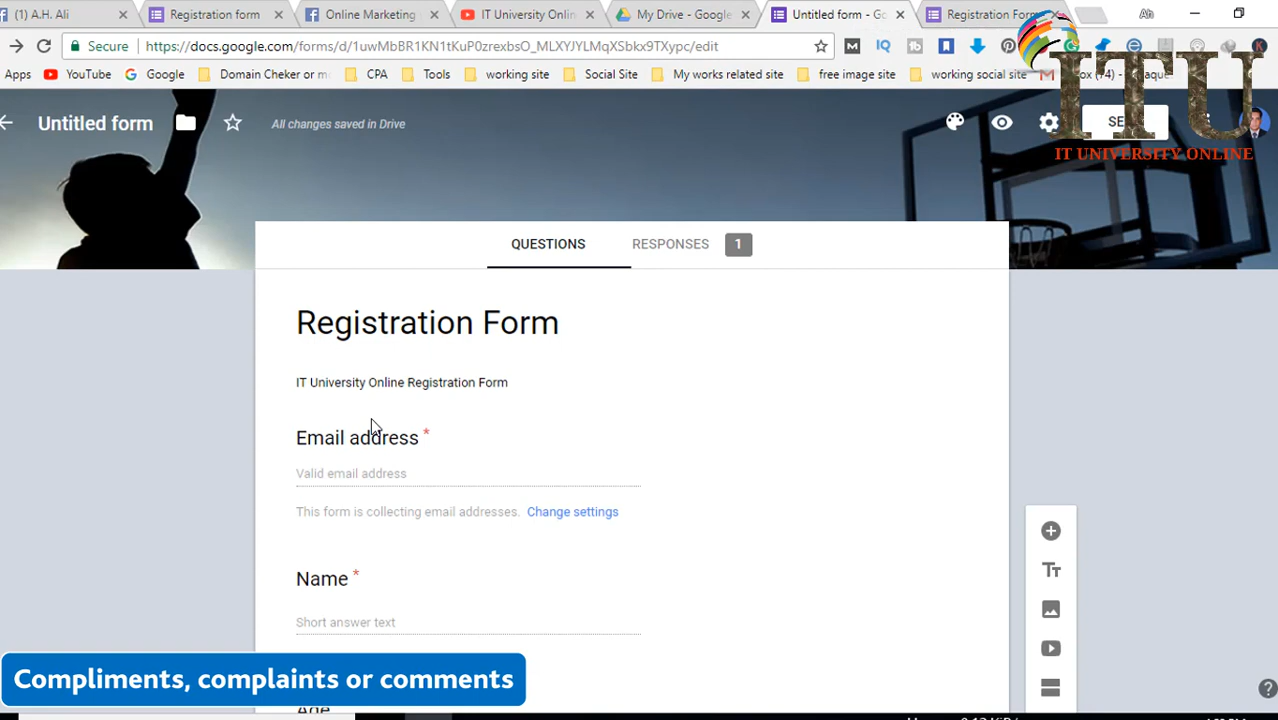 (1) A.H. Ali
Registration form
Online Marketing
IT University Onlin
My Drive - Google
Untitled form - Go
Registration Form
Ah
Secure
https://docs.google.com/forms/d/1uwMbBR1KN1tKuP0zrexbsO_MLXYJYLMqXSbkx9TXypc/edit
Apps
YouTube
Google
Domain Cheker or m
CPA
Tools
working site
Social Site
My works related site
free image site
working social site
Untitled form
All changes saved in Drive
ITU
IT UNIVERSITY ONLINE
QUESTIONS
RESPONSES
1
Registration Form
IT University Online Registration Form
Email address *
Valid email address
This form is collecting email addresses. Change settings
Name *
Short answer text
Compliments, complaints or comments
Age